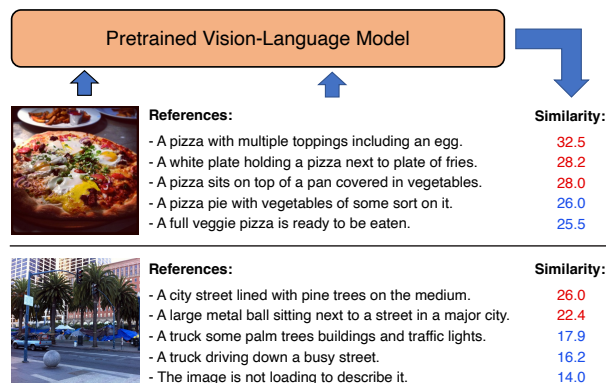 Pretrained Vision-Language Model
References: Similarity:
- A pizza with multiple toppings including an egg. 32.5
- A white plate holding a pizza next to plate of fries. 28.2
- A pizza sits on top of a pan covered in vegetables. 28.0
- A pizza pie with vegetables of some sort on it. 26.0
- A full veggie pizza is ready to be eaten. 25.5
References: Similarity:
- A city street lined with pine trees on the medium. 26.0
- A large metal ball sitting next to a street in a major city. 22.4
- A truck some palm trees buildings and traffic lights. 17.9
- A truck driving down a busy street. 16.2
- The image is not loading to describe it. 14.0